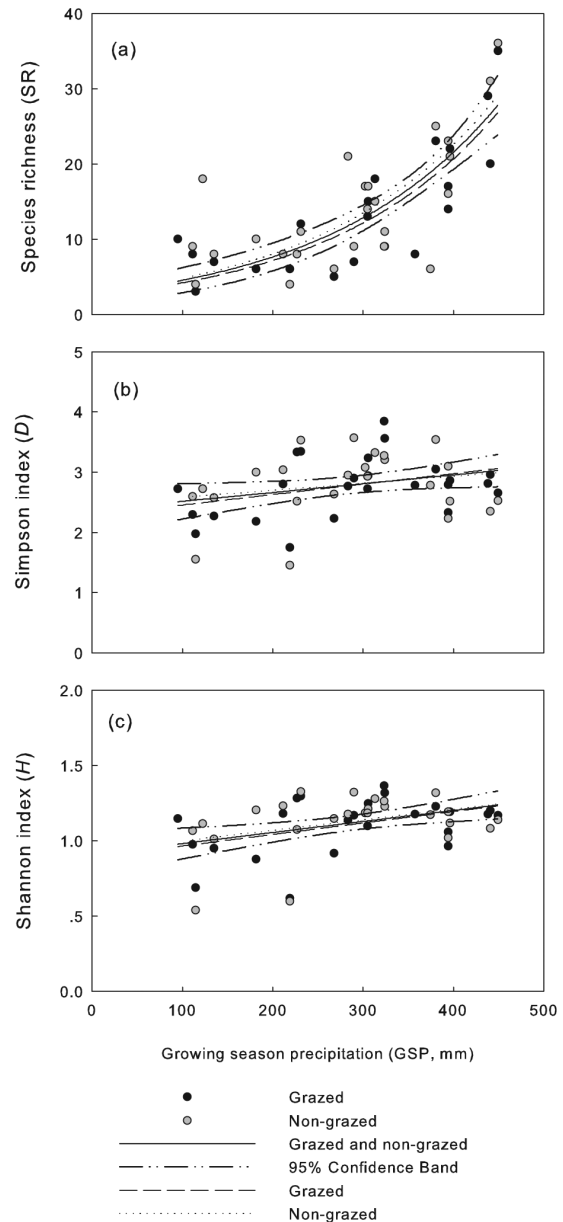 (a)
Species richness (SR)
40
30
20
10
0
(b)
Simpson index (D)
5
4
3
2
1
0
(c)
Shannon index (H)
2.0
1.5
1.0
.5
0.0
0 100 200 300 400 500
Growing season precipitation (GSP, mm)
Grazed
Non-grazed
Grazed and non-grazed
95% Confidence Band
Grazed
Non-grazed